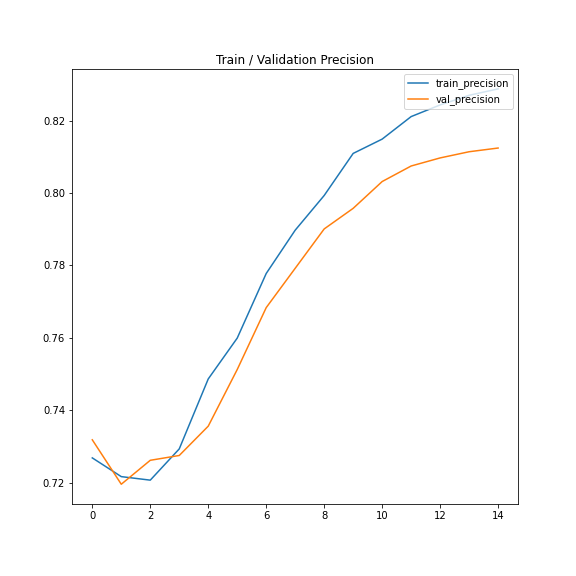 Train / Validation Precision
train_precision
val_precision
0.82
0.80
0.78
0.76
0.74
0.72
0 2 4 6 8 10 12 14